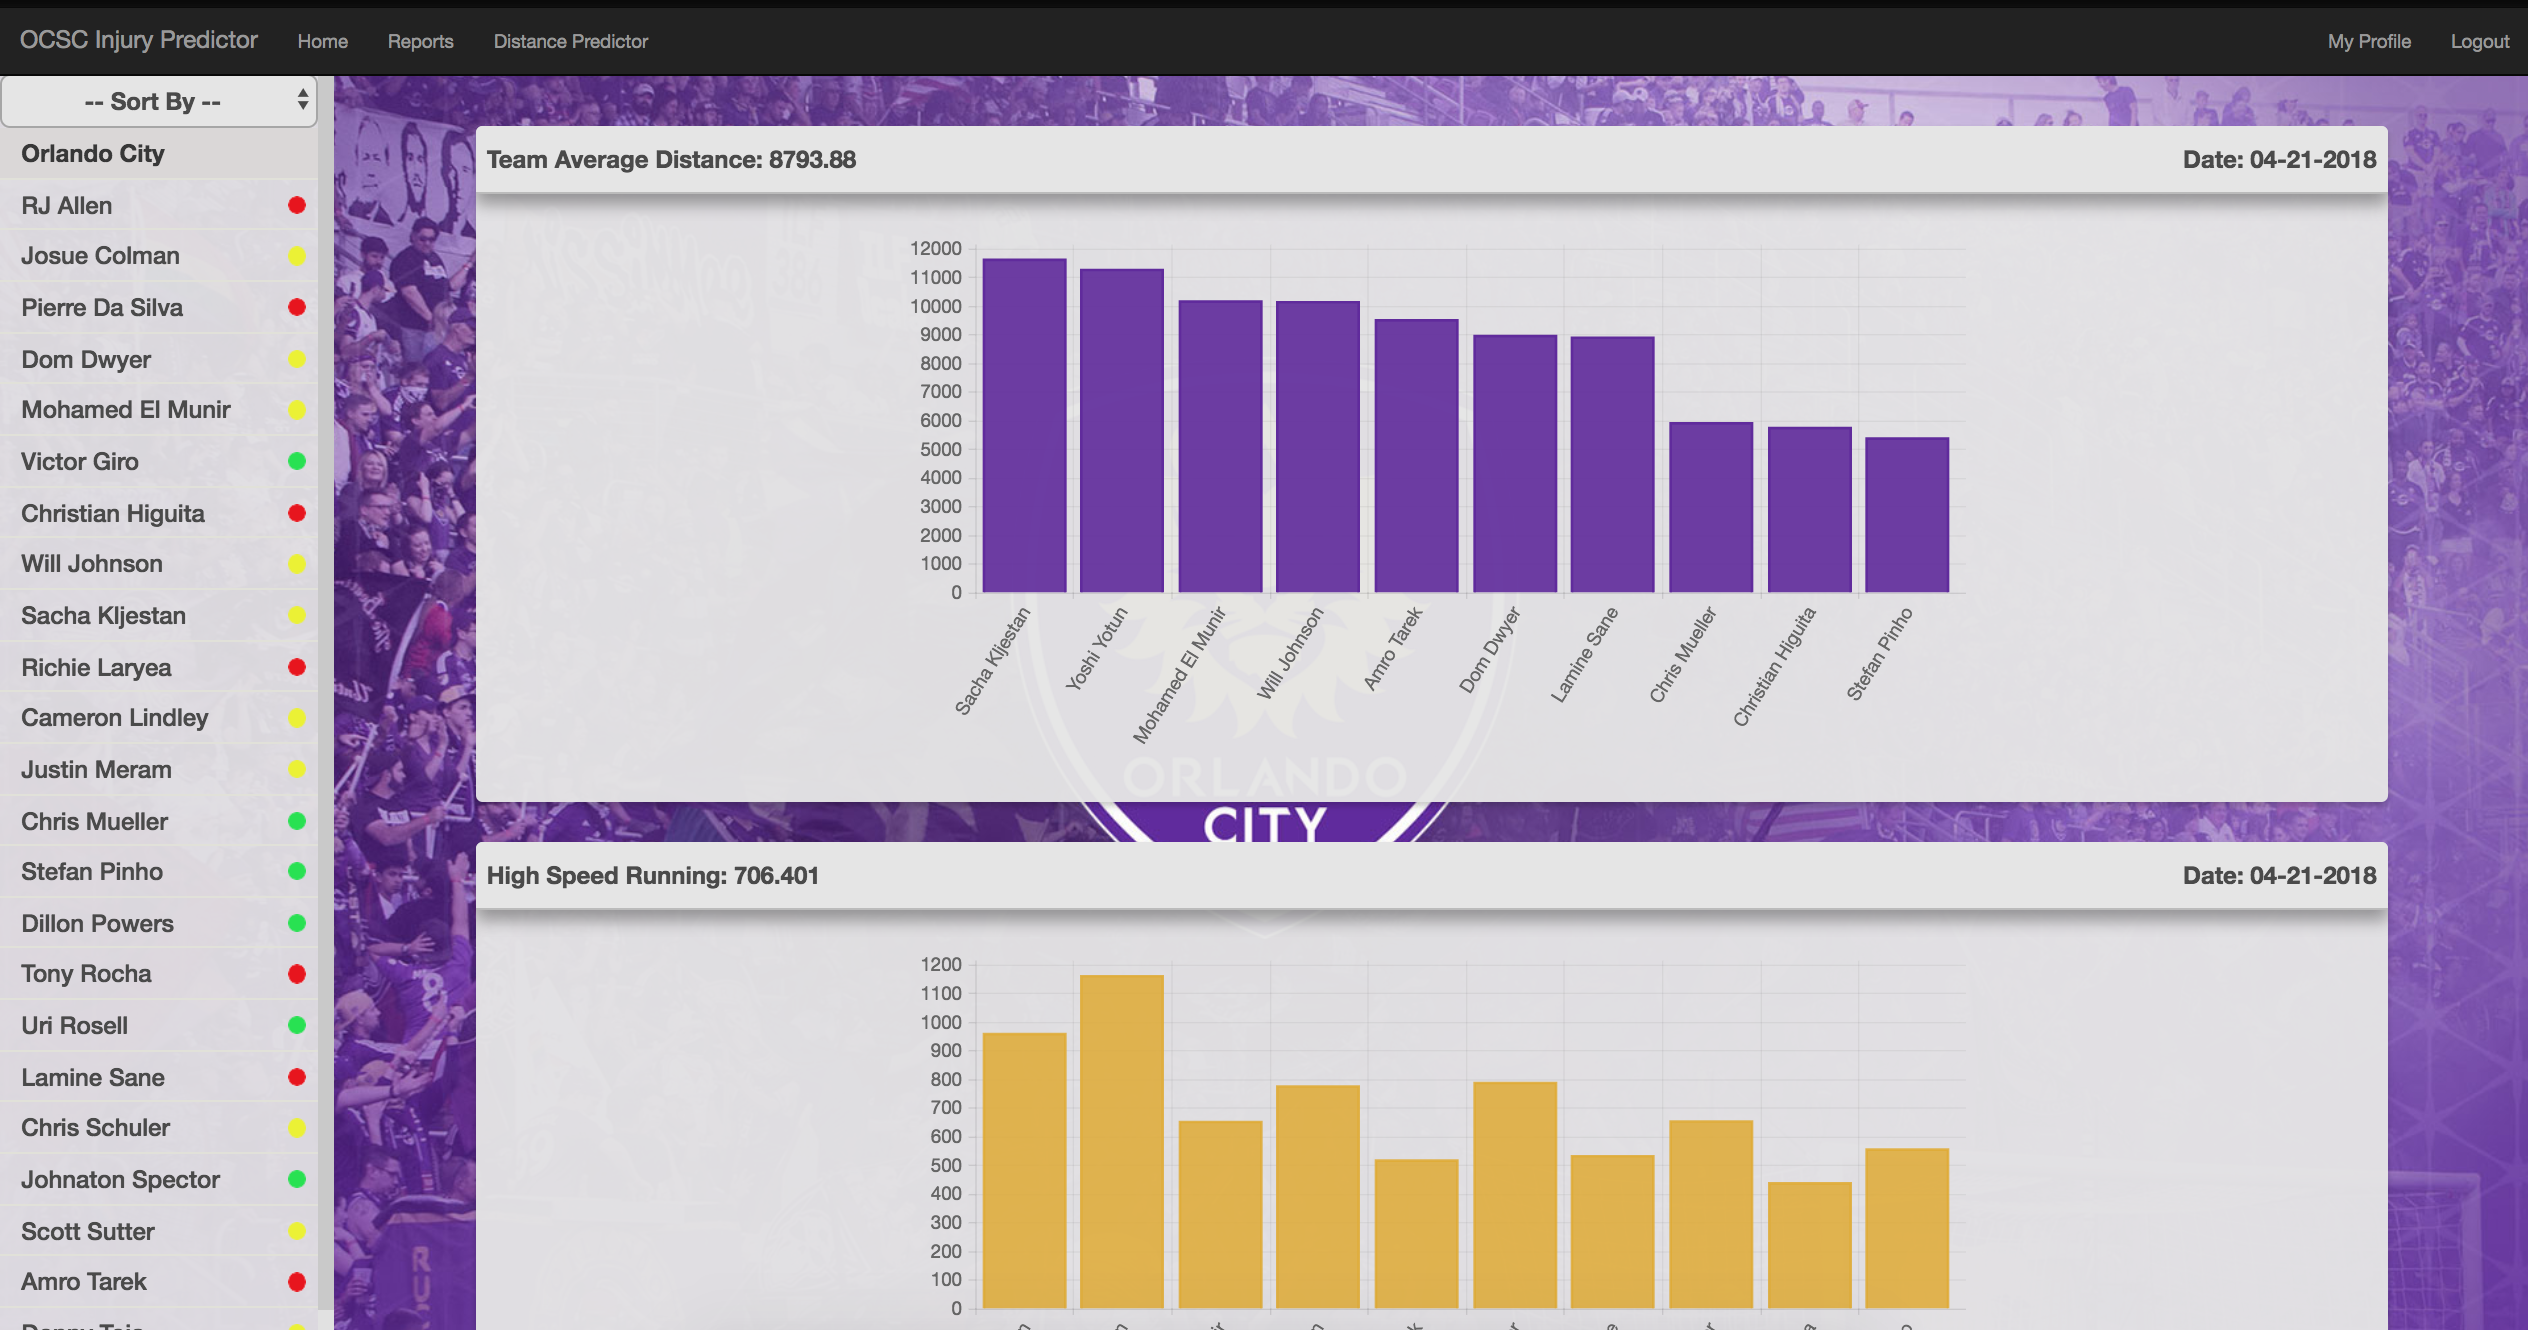 OCSC Injury Predictor Home Reports Distance Predictor My Profile Logout
-- Sort By --
Orlando City
RJ Allen
Josue Colman
Pierre Da Silva
Dom Dwyer
Mohamed El Munir
Victor Giro
Christian Higuita
Will Johnson
Sacha Kljestan
Richie Laryea
Cameron Lindley
Justin Meram
Chris Mueller
Stefan Pinho
Dillon Powers
Tony Rocha
Uri Rosell
Lamine Sane
Chris Schuler
Johnaton Spector
Scott Sutter
Amro Tarek
Team Average Distance: 8793.88 Date: 04-21-2018
12000
11000
10000
9000
8000
7000
6000
5000
4000
3000
2000
1000
0
Sacha Kljestan
Yoshi Yotun
Mohamed El Munir
Will Johnson
Amro Tarek
Dom Dwyer
Lamine Sane
Chris Mueller
Christian Higuita
Stefan Pinho
ORLANDO
CITY
High Speed Running: 706.401 Date: 04-21-2018
1200
1100
1000
900
800
700
600
500
400
300
200
100
0